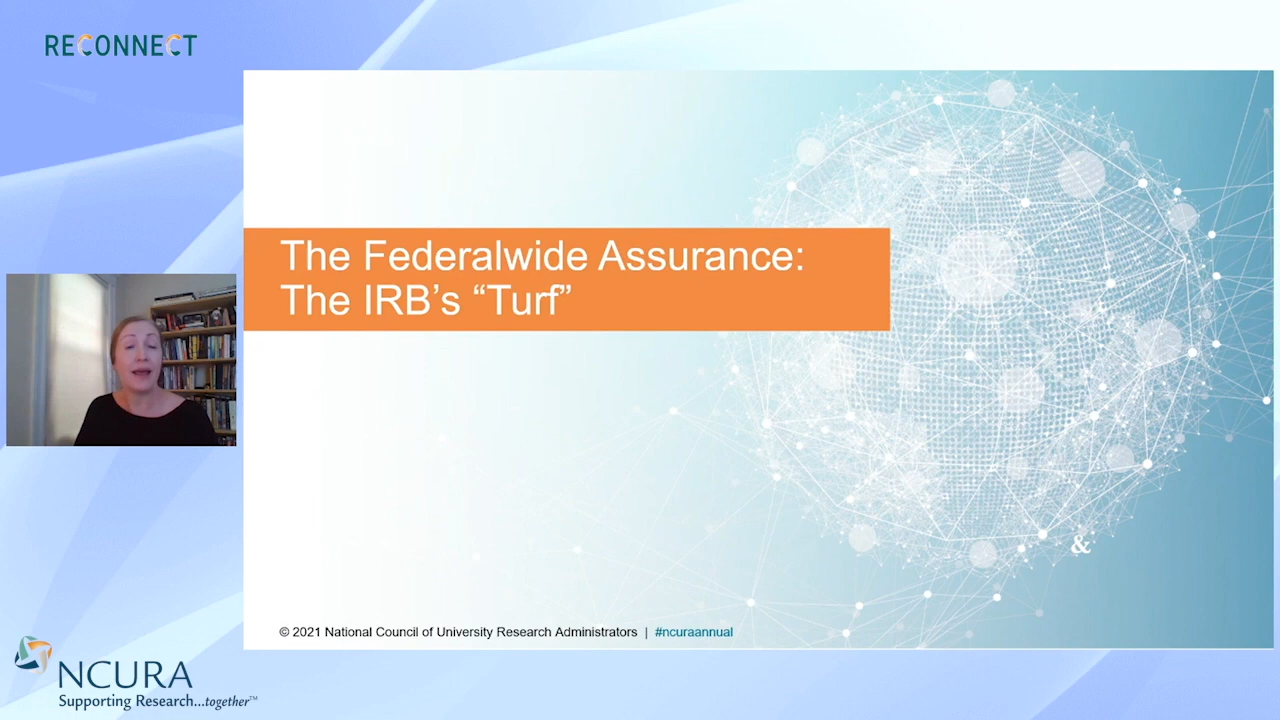 RECONNECT
The Federalwide Assurance:
The IRB’s “Turf”
&
© 2021 National Council of University Research Administrators | #ncuraannual
NCURA
Supporting Research...together™